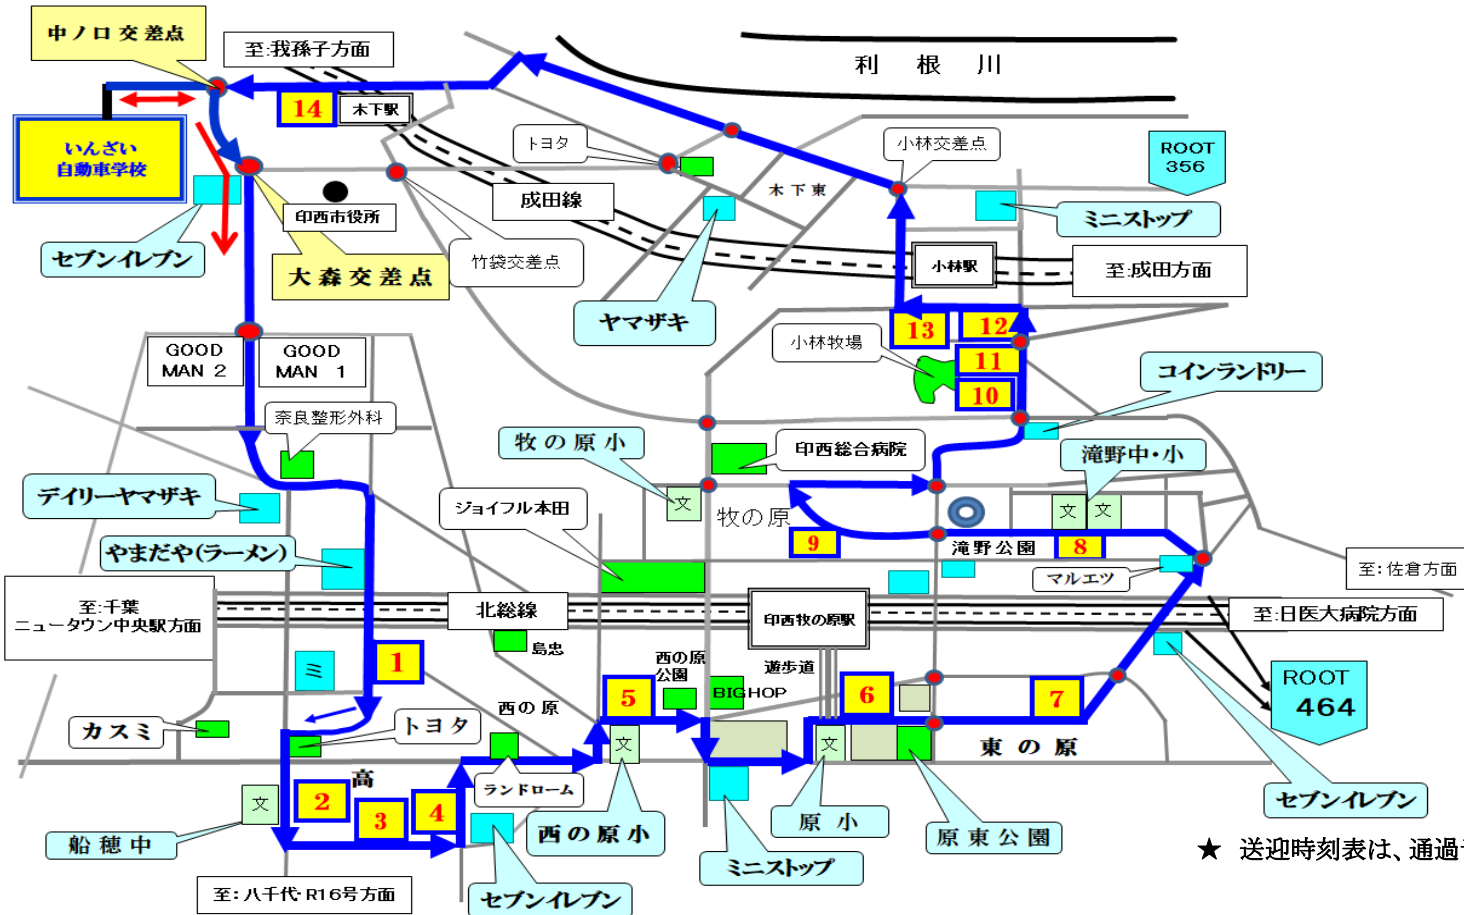 中ノ口 交差点
至:我孫子方面
利 根 川
14
木下駅
いんざい
自動車学校
トヨタ
小林交差点
ROOT
356
木 下 東
成田線
印西市役所
ミニストップ
セブンイレブン
大 森 交 差 点
竹袋交差点
小林駅
至:成田方面
ヤマザキ
13
12
GOOD
MAN 2
GOOD
MAN 1
小林牧場
11
10
コインランドリー
奈良整形外科
牧 の 原 小
印西総合病院
滝野中・小
デイリーヤマザキ
ジョイフル本田
文
牧 の 原
文
文
やまだや(ラーメン)
9
滝 野 公 園
8
マルエツ
至: 佐倉方面
至:千葉
ニュータウン中央駅方面
北総線
印西牧の原駅
至:日医大病院方面
1
島忠
西の原
公園
遊歩道
ミ
5
BIGHOP
6
7
ROOT
464
カスミ
トヨタ
西 の 原
文
文
東 の 原
高
ランドローム
文
2
3
4
船 穂 中
西 の 原 小
原 小
原 東 公 園
セブンイレブン
ミニストップ
★ 送迎時刻表は、通過
至: 八千代・R16号方面
セブンイレブン